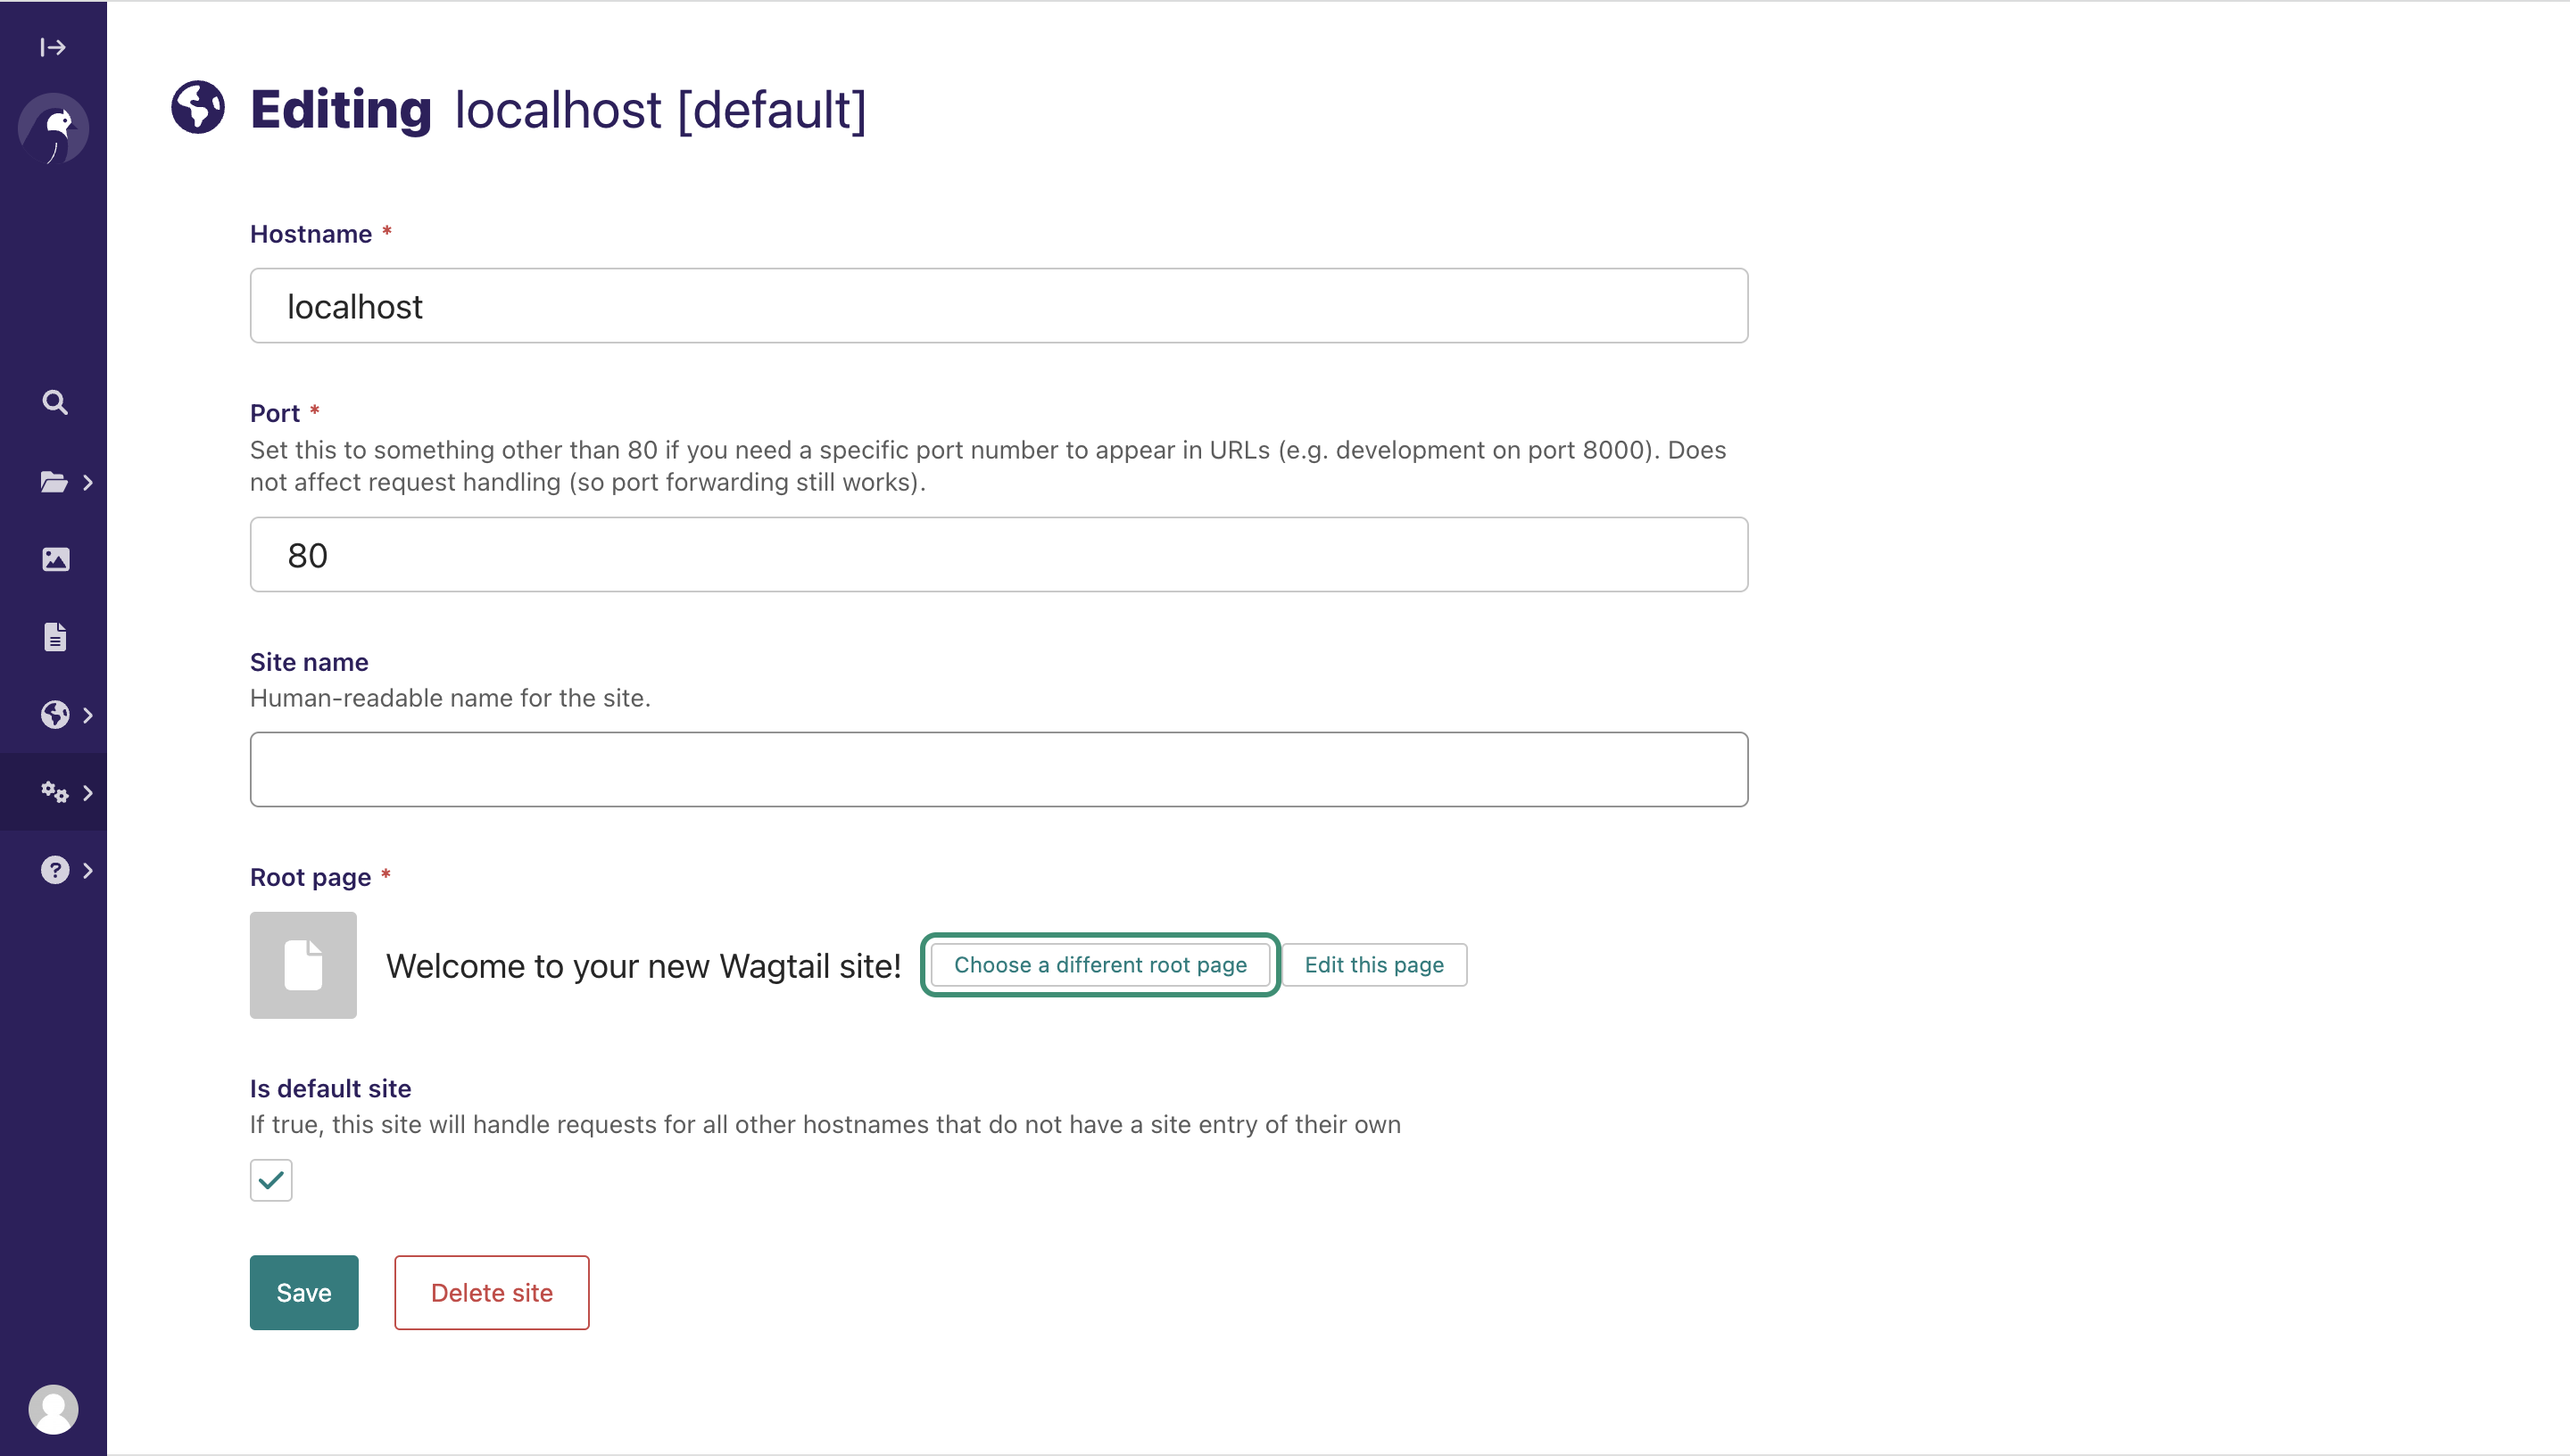 Editing localhost [default]
Hostname *
localhost
Port *
Set this to something other than 80 if you need a specific port number to appear in URLs (e.g. development on port 8000). Does
not affect request handling (so port forwarding still works).
80
Site name
Human-readable name for the site.
Root page *
Welcome to your new Wagtail site! Choose a different root page Edit this page
Is default site
If true, this site will handle requests for all other hostnames that do not have a site entry of their own
Save Delete site